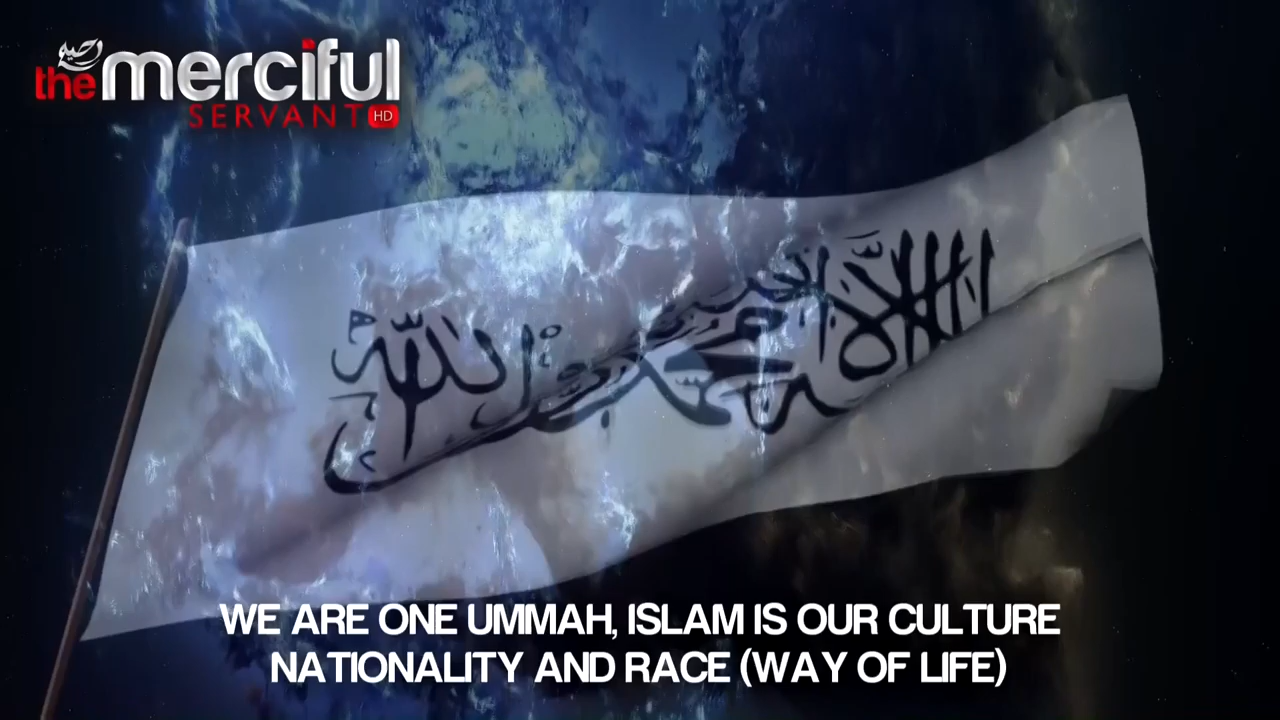 the merciful
SERVANT HD
لا إله إلا الله محمد رسول الله
WE ARE ONE UMMAH, ISLAM IS OUR CULTURE
NATIONALITY AND RACE (WAY OF LIFE)